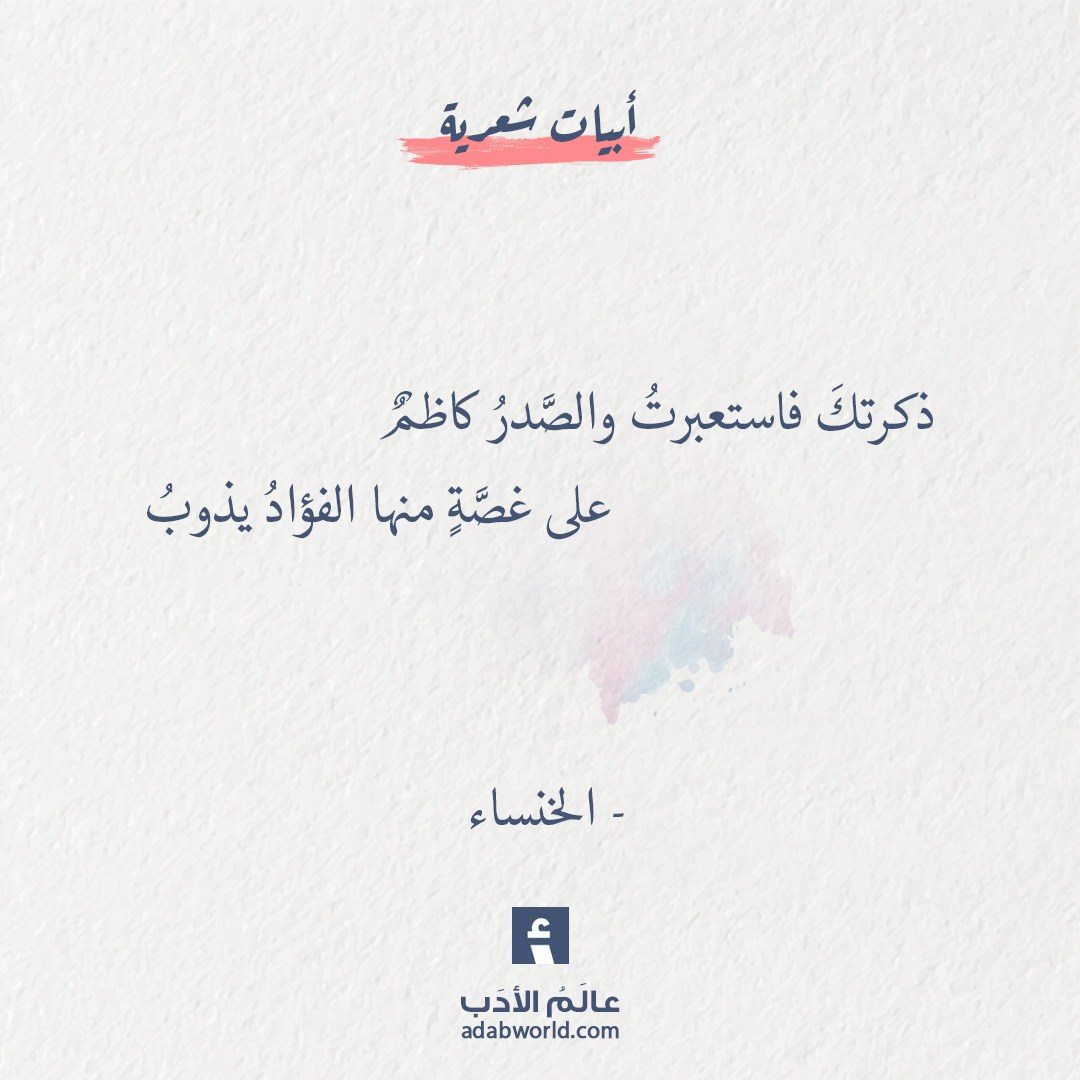 أبيات شعرية
ذكرتكَ فاستعبرتُ والصَّدرُ كاظمٌ
على غصَّةٍ منها الفؤادُ يذوبُ
- الخنساء
أ
عالَمُ الأدَب
adabworld.com